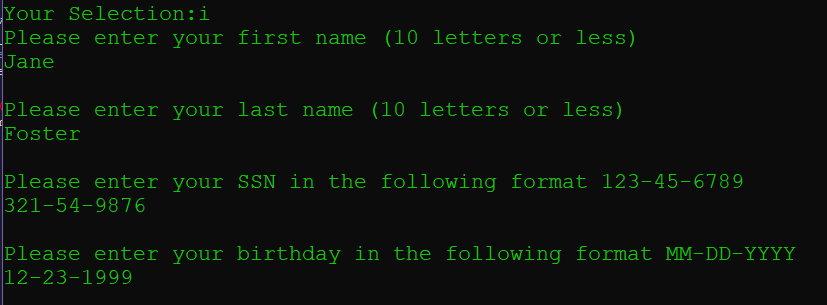 Your Selection:i
Please enter your first name (10 letters or less)
Jane
Please enter your last name (10 letters or less)
Foster
Please enter your SSN in the following format 123-45-6789
321-54-9876
Please enter your birthday in the following format MM-DD-YYYY
12-23-1999